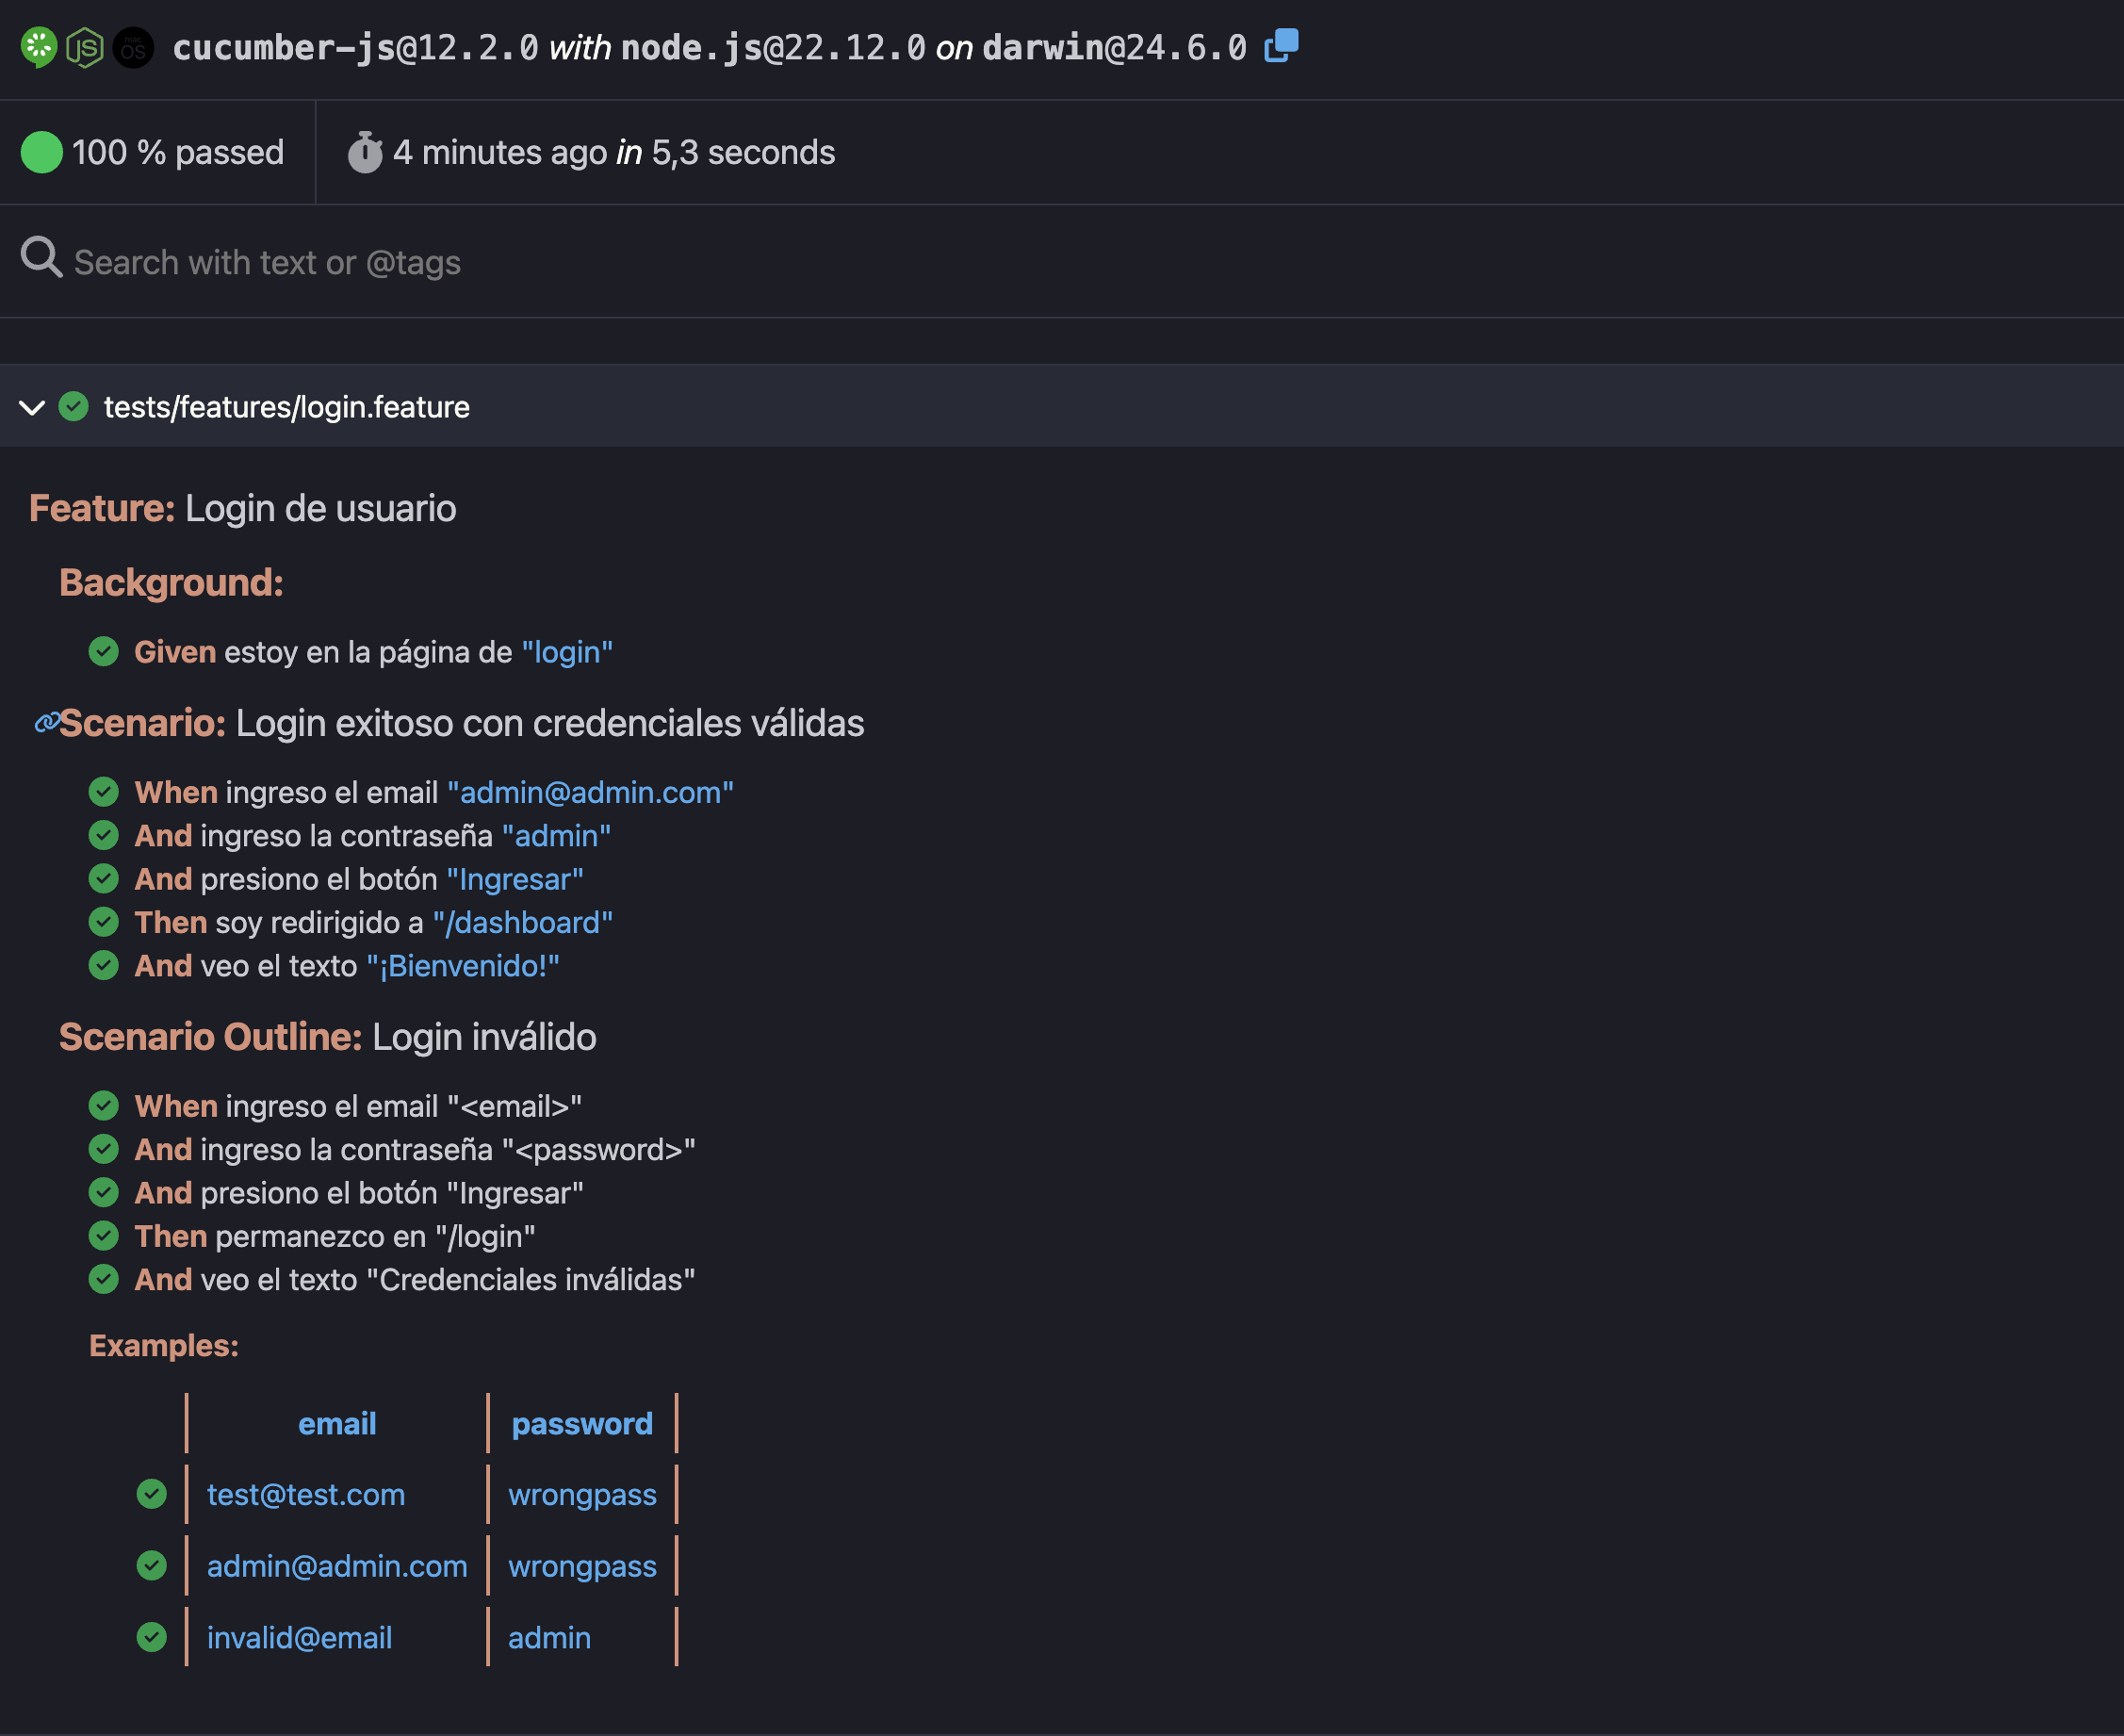 JS macOS cucumber-js@12.2.0 with node.js@22.12.0 on darwin@24.6.0
100 % passed 4 minutes ago in 5,3 seconds
Search with text or @tags
tests/features/login.feature
Feature: Login de usuario
Background:
Given estoy en la página de "login"
Scenario: Login exitoso con credenciales válidas
When ingreso el email "admin@admin.com"
And ingreso la contraseña "admin"
And presiono el botón "Ingresar"
Then soy redirigido a "/dashboard"
And veo el texto "¡Bienvenido!"
Scenario Outline: Login inválido
When ingreso el email "<email>"
And ingreso la contraseña "<password>"
And presiono el botón "Ingresar"
Then permanezco en "/login"
And veo el texto "Credenciales inválidas"
Examples:
email password
test@test.com wrongpass
admin@admin.com wrongpass
invalid@email admin